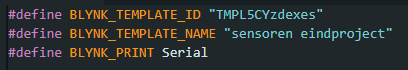 #define BLYNK_TEMPLATE_ID "TMPL5CYzdexes"
#define BLYNK_TEMPLATE_NAME "sensoren eindproject"
#define BLYNK_PRINT Serial